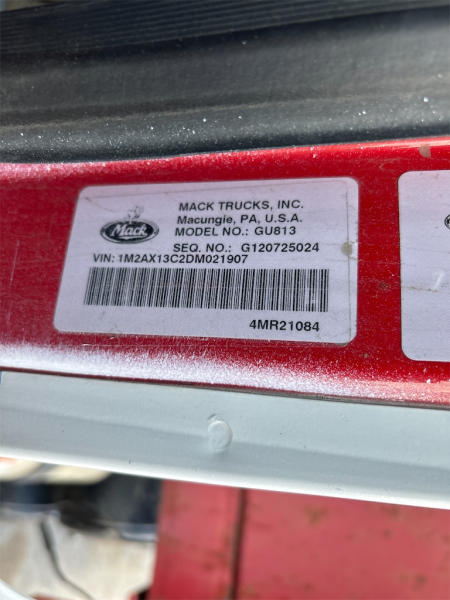 Mack
MACK TRUCKS, INC.
Macungie, PA, U.S.A.
MODEL NO.: GU813
SEQ. NO.: G120725024
VIN: 1M2AX13C2DM021907
4MR21084